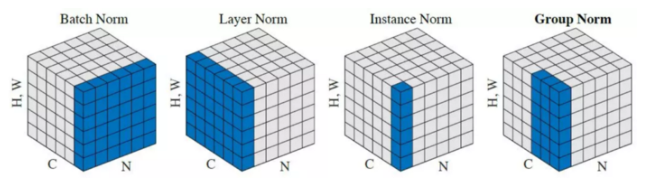 Batch Norm
Layer Norm
Instance Norm
Group Norm
H, W
C
N
H, W
C
N
H, W
C
N
H, W
C
N